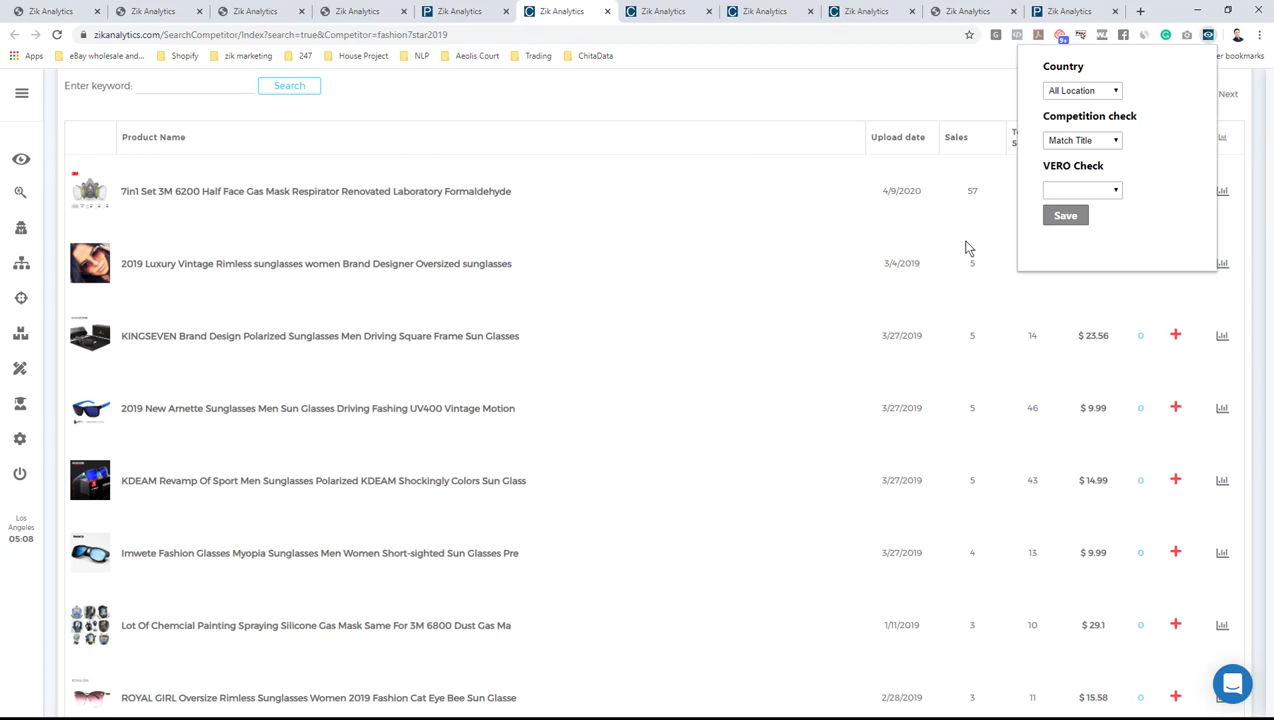 Zik Analytics
Zik Analytics
Zik Analytics
Zik Analytics
Zik Analytics
Zik Analytics
Zik Analytics
Zik Analytics
Zik Analytics
Zik Analytics
Zik Analytics
zikanalytics.com/SearchCompetitor/Index?search=true&Competitor=fashion7star2019
Apps
eBay wholesale and...
Shopify
zik marketing
247
House Project
NLP
Aeolis Court
Trading
ChitaData
er bookmarks
Country
All Location
Competition check
Match Title
VERO Check
Save
Enter keyword:
Search
Next
Product Name
Upload date
Sales
7in1 Set 3M 6200 Half Face Gas Mask Respirator Renovated Laboratory Formaldehyde 4/9/2020 57
2019 Luxury Vintage Rimless sunglasses women Brand Designer Oversized sunglasses 3/4/2019 5
KINGSEVEN Brand Design Polarized Sunglasses Men Driving Square Frame Sun Glasses 3/27/2019 5 14 $ 23.56 0
2019 New Arnette Sunglasses Men Sun Glasses Driving Fashing UV400 Vintage Motion 3/27/2019 5 46 $ 9.99 0
KDEAM Revamp Of Sport Men Sunglasses Polarized KDEAM Shockingly Colors Sun Glass 3/27/2019 5 43 $ 14.99 0
Imwete Fashion Glasses Myopia Sunglasses Men Women Short-sighted Sun Glasses Pre 3/27/2019 4 13 $ 9.99 0
Lot Of Chemcial Painting Spraying Silicone Gas Mask Same For 3M 6800 Dust Gas Ma 1/11/2019 3 10 $ 29.1 0
ROYAL GIRL Oversize Rimless Sunglasses Women 2019 Fashion Cat Eye Bee Sun Glasse 2/28/2019 3 11 $ 15.58 0
Los
Angeles
05:08